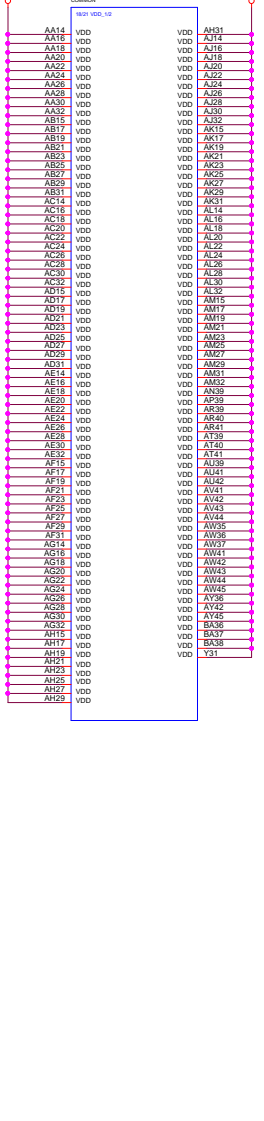 COMMON
18/21 VDD_1/2
AA14 VDD VDD AH31
AA16 VDD VDD AJ14
AA18 VDD VDD AJ16
AA20 VDD VDD AJ18
AA22 VDD VDD AJ20
AA24 VDD VDD AJ22
AA26 VDD VDD AJ24
AA28 VDD VDD AJ26
AA30 VDD VDD AJ28
AA32 VDD VDD AJ30
AB15 VDD VDD AJ32
AB17 VDD VDD AK15
AB19 VDD VDD AK17
AB21 VDD VDD AK19
AB23 VDD VDD AK21
AB25 VDD VDD AK23
AB27 VDD VDD AK25
AB29 VDD VDD AK27
AB31 VDD VDD AK29
AC14 VDD VDD AK31
AC16 VDD VDD AL14
AC18 VDD VDD AL16
AC20 VDD VDD AL18
AC22 VDD VDD AL20
AC24 VDD VDD AL22
AC26 VDD VDD AL24
AC28 VDD VDD AL26
AC30 VDD VDD AL28
AC32 VDD VDD AL30
AD15 VDD VDD AL32
AD17 VDD VDD AM15
AD19 VDD VDD AM17
AD21 VDD VDD AM19
AD23 VDD VDD AM21
AD25 VDD VDD AM23
AD27 VDD VDD AM25
AD29 VDD VDD AM27
AD31 VDD VDD AM29
AE14 VDD VDD AM31
AE16 VDD VDD AM32
AE18 VDD VDD AN39
AE20 VDD VDD AP39
AE22 VDD VDD AR39
AE24 VDD VDD AR40
AE26 VDD VDD AR41
AE28 VDD VDD AT39
AE30 VDD VDD AT40
AE32 VDD VDD AT41
AF15 VDD VDD AU39
AF17 VDD VDD AU41
AF19 VDD VDD AU42
AF21 VDD VDD AV41
AF23 VDD VDD AV42
AF25 VDD VDD AV43
AF27 VDD VDD AV44
AF29 VDD VDD AW35
AF31 VDD VDD AW36
AG14 VDD VDD AW37
AG16 VDD VDD AW41
AG18 VDD VDD AW42
AG20 VDD VDD AW43
AG22 VDD VDD AW44
AG24 VDD VDD AW45
AG26 VDD VDD AY36
AG28 VDD VDD AY42
AG30 VDD VDD AY45
AG32 VDD VDD BA36
AH15 VDD VDD BA37
AH17 VDD VDD BA38
AH19 VDD VDD Y31
AH21 VDD
AH23 VDD
AH25 VDD
AH27 VDD
AH29 VDD